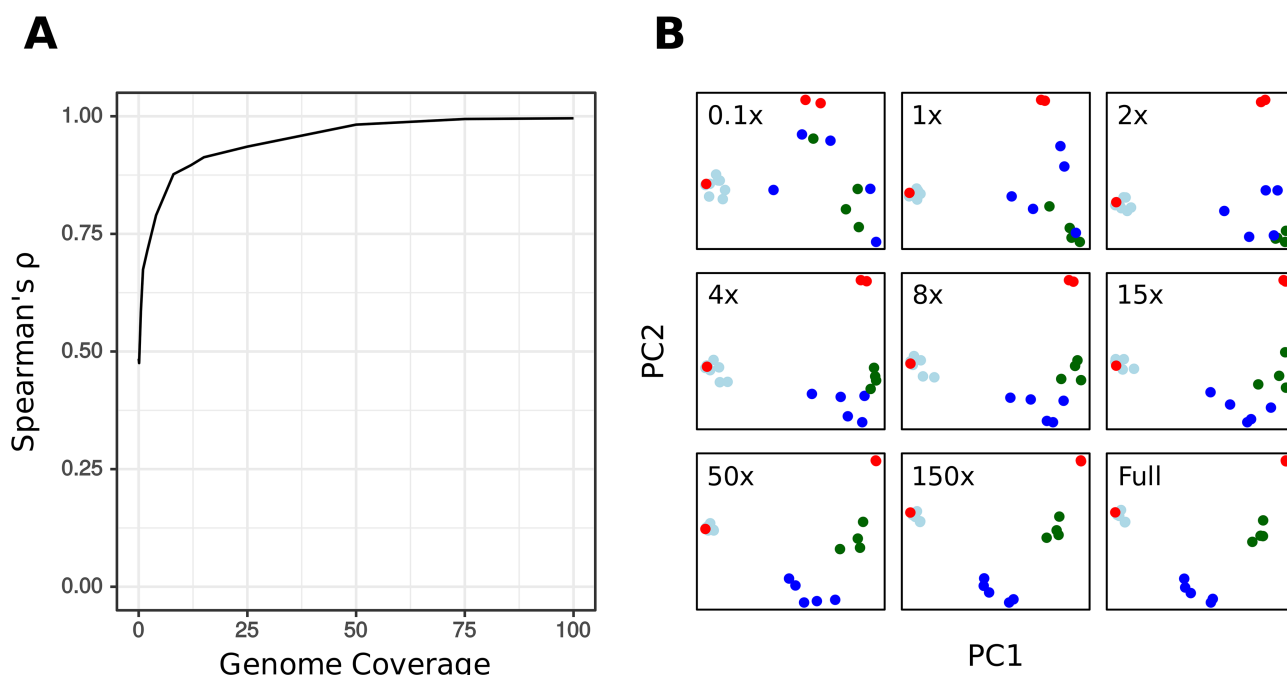 A
B
1.00
0.75
0.50
0.25
0.00
Spearman's ρ
0 25 50 75 100
Genome Coverage
0.1x 1x 2x
4x 8x 15x
50x 150x Full
PC2
PC1